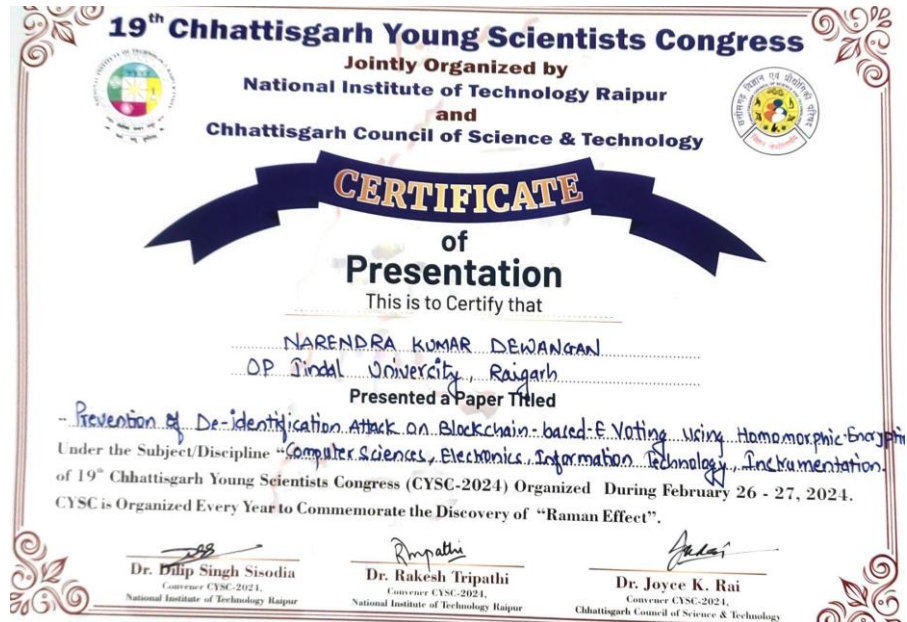 19th Chhattisgarh Young Scientists Congress
Jointly Organized by
National Institute of Technology Raipur
and
Chhattisgarh Council of Science & Technology
CERTIFICATE
of
Presentation
This is to Certify that
NARENDRA KUMAR DEWANGAN
OP Jindal University, Raigarh
Presented a Paper Titled
- Prevention of De-identification Attack on Blockchain-based-E Voting Using Homomorphic-Encryptin
Under the Subject/Discipline "Computer Sciences, Electronics, Information Technology, Instrumentation.
of 19th Chhattisgarh Young Scientists Congress (CYSC-2024) Organized During February 26 - 27, 2024.
CYSC is Organized Every Year to Commemorate the Discovery of "Raman Effect".
Rmpathi
Dr. Dilip Singh Sisodia
Convener CYSC-2024,
National Institute of Technology Raipur
Dr. Rakesh Tripathi
Convener CYSC-2024,
National Institute of Technology Raipur
Dr. Joyce K. Rai
Convener CYSC-2024,
Chhattisgarh Council of Science & Technology